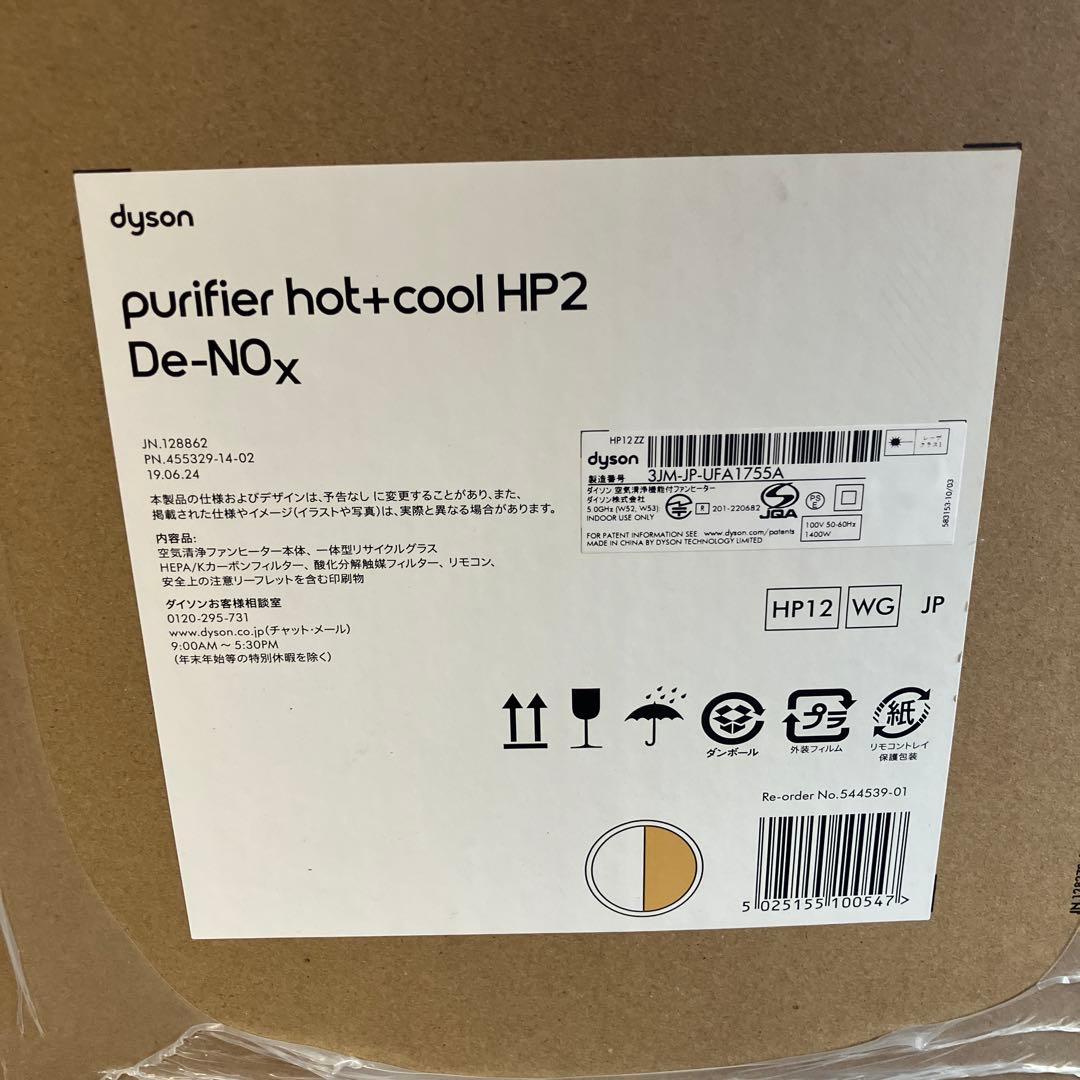 dyson
purifier hot+cool HP2
De-NOx
JN.128862
PN.455329-14-02
19.06.24
本製品の仕様およびデザインは、予告なしに変更することがあり、また、
掲載された仕様やイメージ(イラストや写真)は、実際と異なる場合があります。
内容品:
空気清浄ファンヒーター本体、一体型リサイクルグラス
HEPA/Kカーボンフィルター、酸化分解触媒フィルター、リモコン、
安全上の注意リーフレットを含む印刷物
ダイソンお客様相談室
0120-295-731
www.dyson.co.jp(チャット・メール)
9:00AM ~ 5:30PM
(年末年始等の特別休暇を除く)
HP12 ZZ
dyson
製造番号 3JM-JP-UFA1755A
レーザ
クラス1
ダイソン 空気清浄機能付ファンヒーター
ダイソン株式会社
5.0GHz (W52, W53)
INDOOR USE ONLY
R 201-220682
JQA
PS
E
100V 50-60Hz
1400W
FOR PATENT INFORMATION SEE www.dyson.com/patents
MADE IN CHINA BY DYSON TECHNOLOGY LIMITED
583153-10/03
HP12 WG JP
ダンボール
プラ
外装フィルム
紙
リモコントレイ
保護包装
Re-order No.544539-01
5 025155 100547 >